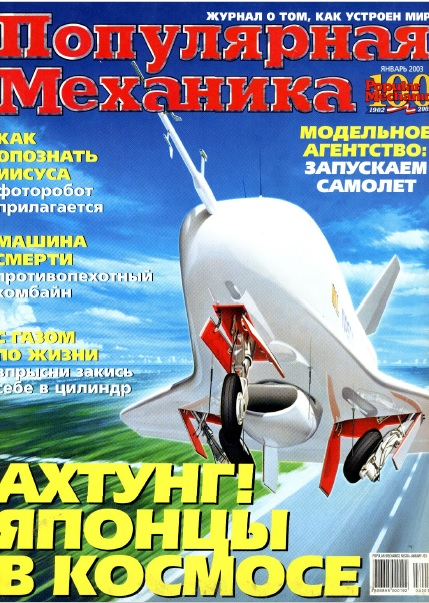 ЖУРНАЛ О ТОМ, КАК УСТРОЕН МИР
Популярная
Механика
ЯНВАРЬ 2003
100
Popular
Mechanics
1902
КАК
ОПОЗНАТЬ
ИИСУСА
фоторобот
прилагается
МОДЕЛЬНОЕ
АГЕНТСТВО:
ЗАПУСКАЕМ
САМОЛЕТ
МАШИНА
СМЕРТИ
противопехотный
комбайн
С ГАЗОМ
ПО ЖИЗНИ
впрысни закись
себе в цилиндр
АХТУНГ!
ЯПОНЦЫ
В КОСМОСЕ